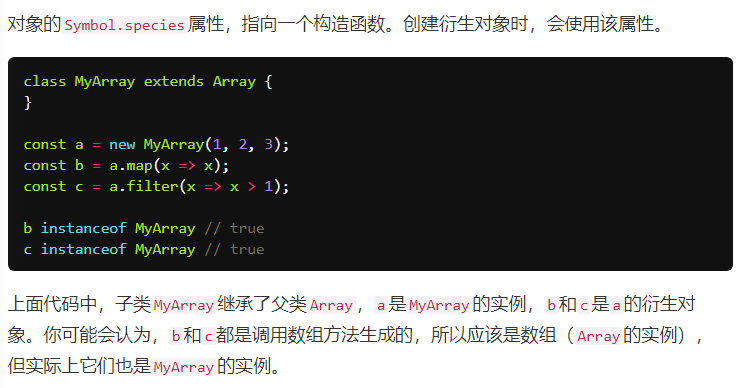 对象的Symbol.species属性，指向一个构造函数。创建衍生对象时，会使用该属性。
class MyArray extends Array {
}
const a = new MyArray(1, 2, 3);
const b = a.map(x => x);
const c = a.filter(x => x > 1);
b instanceof MyArray // true
c instanceof MyArray // true
上面代码中，子类MyArray继承了父类Array，a是MyArray的实例，b和c是a的衍生对
象。你可能会认为，b和c都是调用数组方法生成的，所以应该是数组（Array的实例），
但实际上它们也是MyArray的实例。